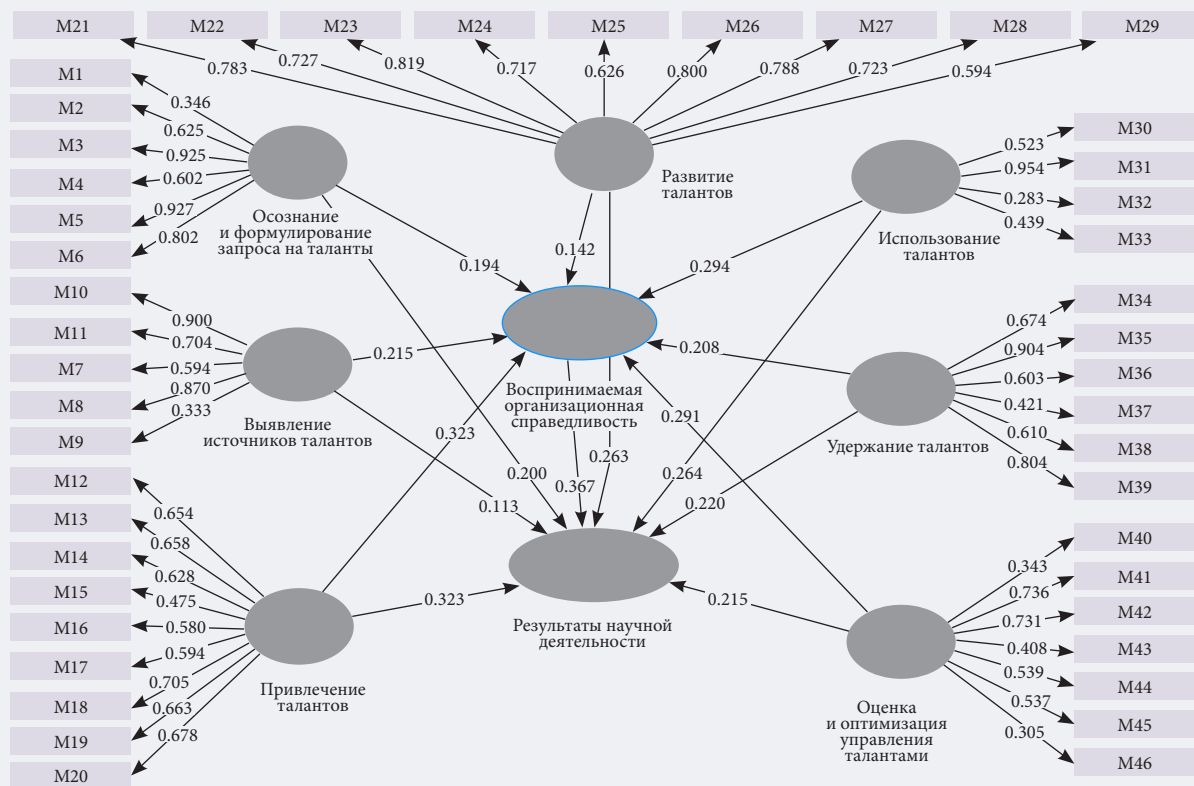 M21
M22
M23
M24
M25
M26
M27
M28
M29
0.783
0.727
0.819
0.717
0.626
0.800
0.788
0.723
0.594
M1
M2
M3
M4
M5
M6
0.346
0.625
0.925
0.602
0.927
0.802
Осознание
и формулирование
запроса на таланты
Развитие
талантов
M30
M31
M32
M33
0.523
0.954
0.283
0.439
Использование
талантов
0.194
0.142
0.294
M10
M11
M7
M8
M9
0.900
0.704
0.594
0.870
0.333
Выявление
источников талантов
0.215
0.208
Воспринимаемая
организационная
справедливость
M34
M35
M36
M37
M38
M39
0.674
0.904
0.603
0.421
0.610
0.804
Удержание талантов
0.323
0.291
0.200
0.263
0.367
0.264
0.113
0.220
M12
M13
M14
M15
M16
M17
M18
M19
M20
0.654
0.658
0.628
0.475
0.580
0.594
0.705
0.663
0.678
Привлечение
талантов
0.323
0.215
Результаты научной
деятельности
M40
M41
M42
M43
M44
M45
M46
0.343
0.736
0.731
0.408
0.539
0.537
0.305
Оценка
и оптимизация
управления
талантами